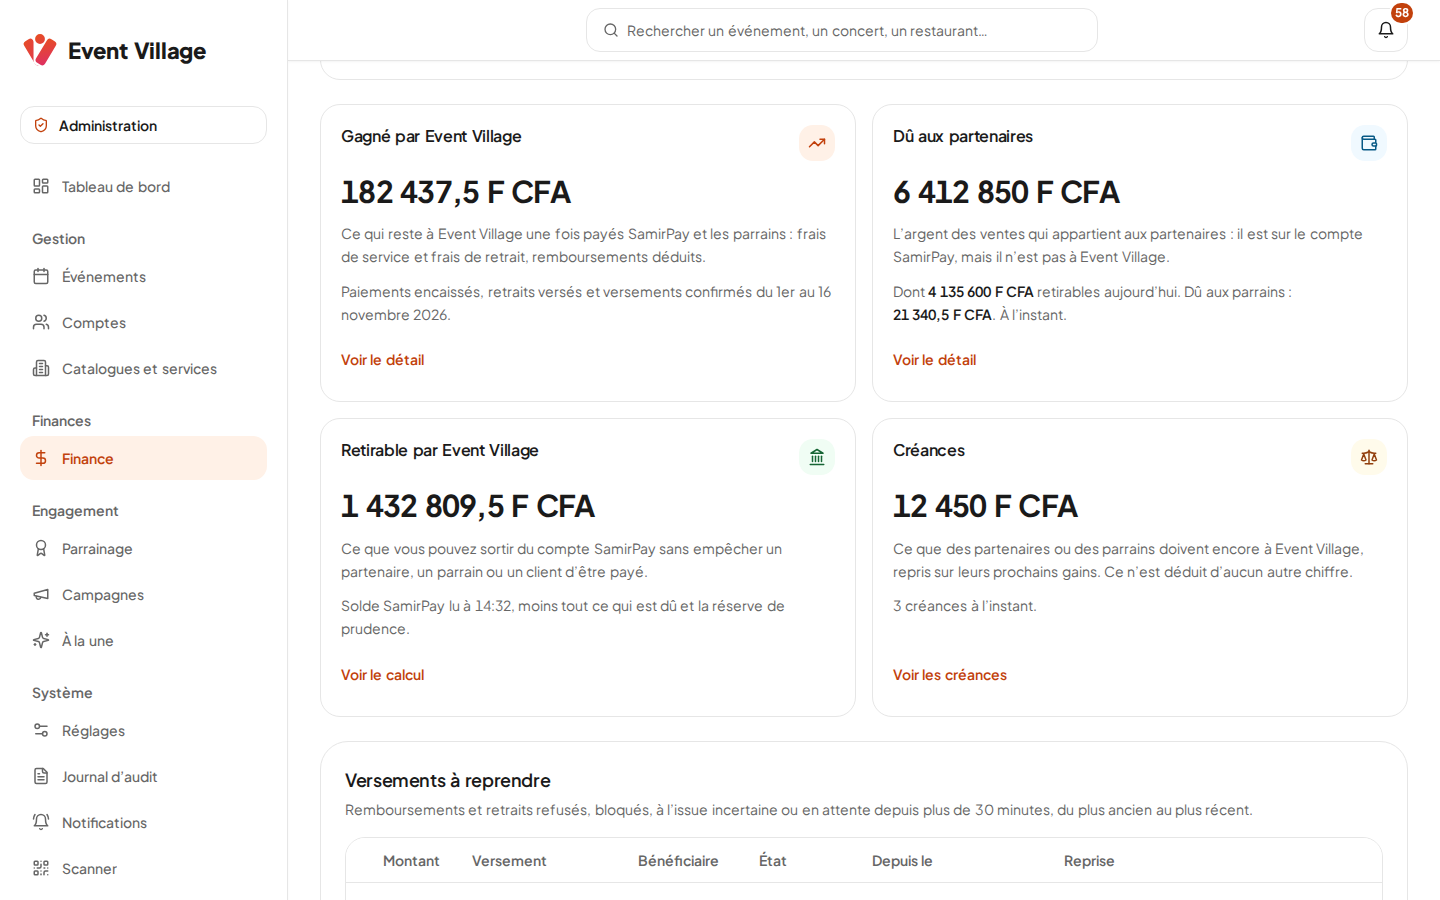 Rechercher un événement, un concert, un restaurant...
58
Event Village
Administration
Tableau de bord
Gestion
Événements
Comptes
Catalogues et services
Finances
Finance
Engagement
Parrainage
Campagnes
À la une
Système
Réglages
Journal d'audit
Notifications
Scanner
Gagné par Event Village
182 437,5 F CFA
Ce qui reste à Event Village une fois payés SamirPay et les parrains : frais
de service et frais de retrait, remboursements déduits.
Paiements encaissés, retraits versés et versements confirmés du 1er au 16
novembre 2026.
Voir le détail
Dû aux partenaires
6 412 850 F CFA
L'argent des ventes qui appartient aux partenaires : il est sur le compte
SamirPay, mais il n'est pas à Event Village.
Dont 4 135 600 F CFA retirables aujourd'hui. Dû aux parrains :
21 340,5 F CFA. À l'instant.
Voir le détail
Retirable par Event Village
1 432 809,5 F CFA
Ce que vous pouvez sortir du compte SamirPay sans empêcher un
partenaire, un parrain ou un client d'être payé.
Solde SamirPay lu à 14:32, moins tout ce qui est dû et la réserve de
prudence.
Voir le calcul
Créances
12 450 F CFA
Ce que des partenaires ou des parrains doivent encore à Event Village,
repris sur leurs prochains gains. Ce n'est déduit d'aucun autre chiffre.
3 créances à l'instant.
Voir les créances
Versements à reprendre
Remboursements et retraits refusés, bloqués, à l'issue incertaine ou en attente depuis plus de 30 minutes, du plus ancien au plus récent.
Montant Versement Bénéficiaire État Depuis le Reprise